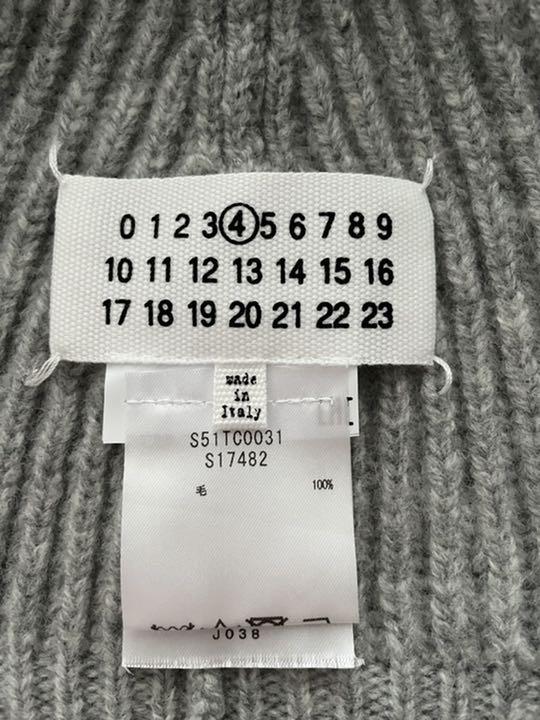 0 1 2 3 4 5 6 7 8 9
10 11 12 13 14 15 16
17 18 19 20 21 22 23
made
in
Italy
S51TC0031
S17482
毛 100%
J038